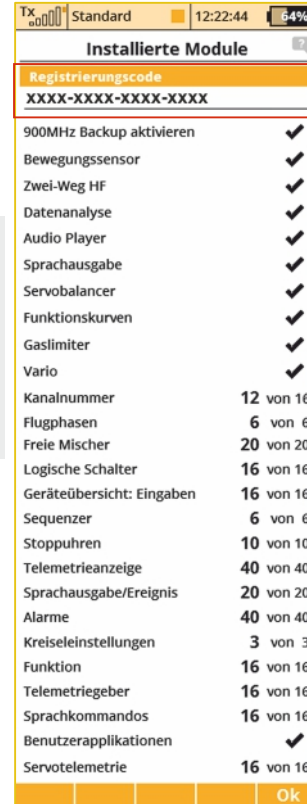 Tx Standard 12:22:44 64%
Installierte Module ?
Registrierungscode
XXXX-XXXX-XXXX-XXXX
900MHz Backup aktivieren ✔
Bewegungssensor ✔
Zwei-Weg HF ✔
Datenanalyse ✔
Audio Player ✔
Sprachausgabe ✔
Servobalancer ✔
Funktionskurven ✔
Gaslimiter ✔
Vario ✔
Kanalnummer 12 von 16
Flugphasen 6 von 6
Freie Mischer 20 von 20
Logische Schalter 16 von 16
Geräteübersicht: Eingaben 16 von 16
Sequenzer 6 von 6
Stoppuhren 10 von 10
Telemetrieanzeige 40 von 40
Sprachausgabe/Ereignis 20 von 20
Alarme 40 von 40
Kreiseleinstellungen 3 von 3
Funktion 16 von 16
Telemetriegeber 16 von 16
Sprachkommandos 16 von 16
Benutzerapplikationen ✔
Servotelemetrie 16 von 16
Ok